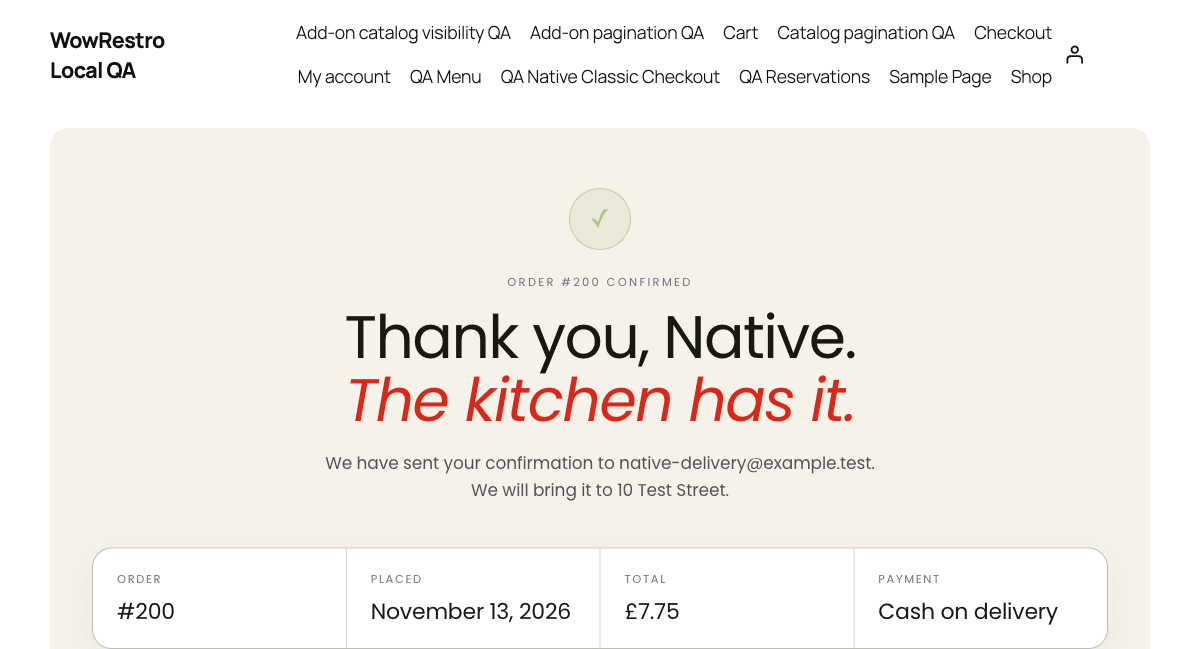 WowRestro
Local QA
Add-on catalog visibility QA Add-on pagination QA Cart Catalog pagination QA Checkout
My account QA Menu QA Native Classic Checkout QA Reservations Sample Page Shop
ORDER #200 CONFIRMED
Thank you, Native.
The kitchen has it.
We have sent your confirmation to native-delivery@example.test.
We will bring it to 10 Test Street.
ORDER PLACED TOTAL PAYMENT
#200 November 13, 2026 £7.75 Cash on delivery